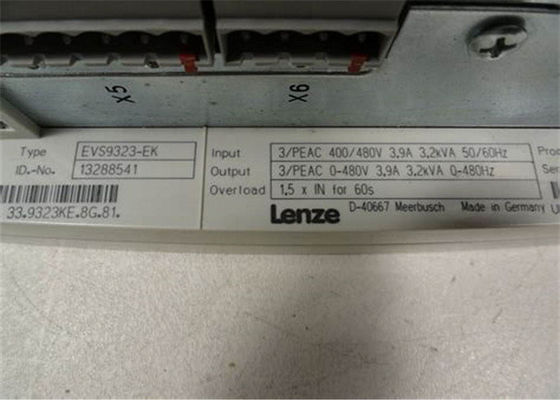 X5
X6
Type EVS9323-EK
ID.-No. 13288541
33.9323KE.8G.81.
Input 3/PEAC 400/480V 3,9A 3,2kVA 50/60Hz
Output 3/PEAC 0-480V 3,9A 3,2kVA 0-480Hz
Overload 1,5 x IN for 60s
Lenze D-40667 Meerbusch Made in Germany